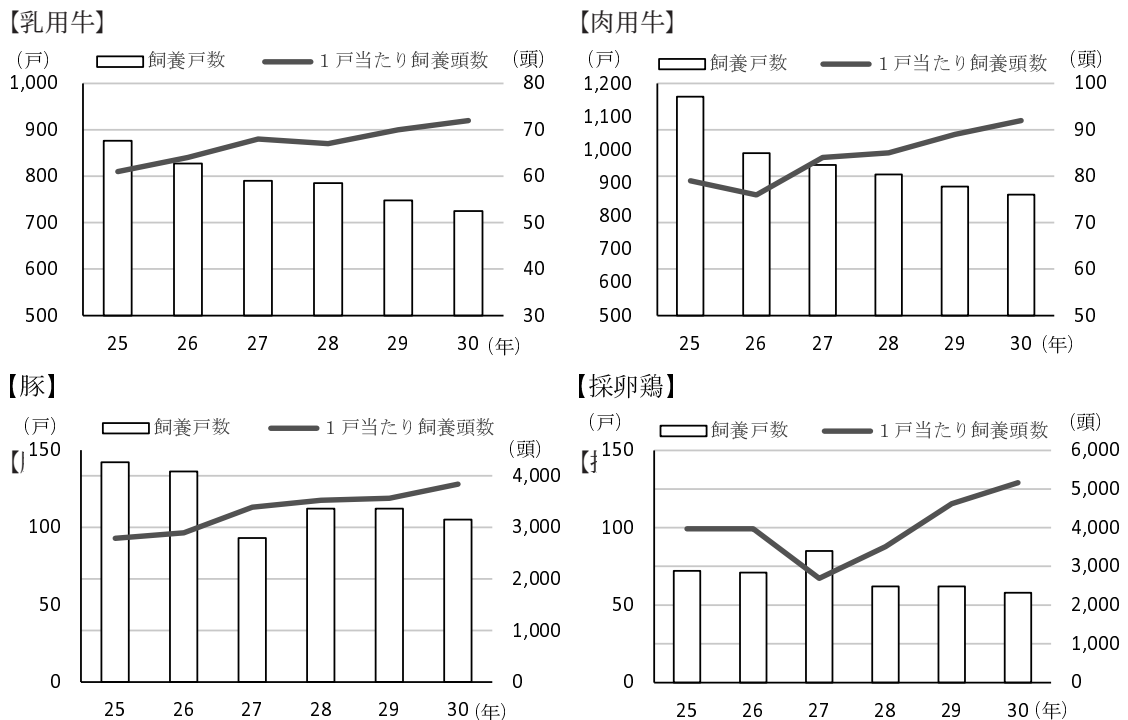 【乳用牛】
(戸) 飼養戸数 1戸当たり飼養頭数 (頭)
1,000 80
900 70
800 60
700 50
600 40
500 30
25 26 27 28 29 30 (年)
【肉用牛】
(戸) 飼養戸数 1戸当たり飼養頭数 (頭)
1,200 100
1,100
1,000 90
900 80
800
700 70
600 60
500 50
25 26 27 28 29 30 (年)
【豚】
(戸) 飼養戸数 1戸当たり飼養頭数 (頭)
150
4,000
100 3,000
2,000
50
1,000
0 0
25 26 27 28 29 30 (年)
【採卵鶏】
(戸) 飼養戸数 1戸当たり飼養頭数 (頭)
150 6,000
5,000
100 4,000
3,000
50 2,000
1,000
0 0
25 26 27 28 29 30 (年)